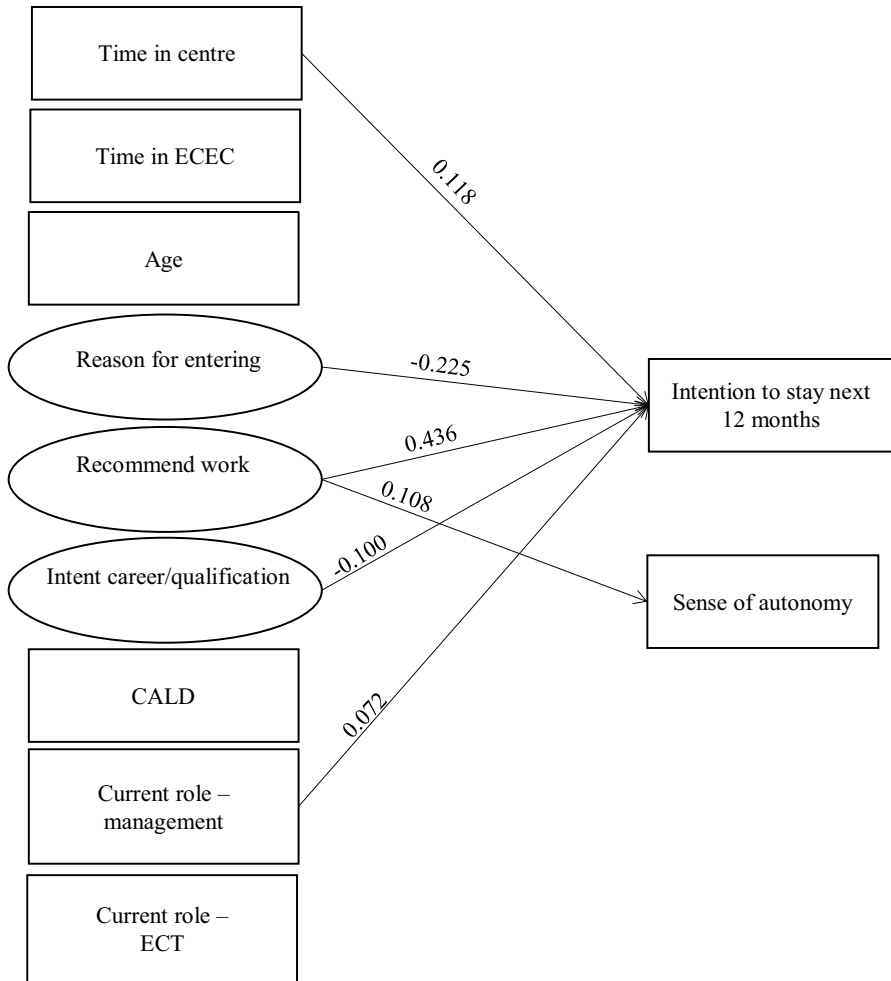 Time in centre
Time in ECEC
0.118
Age
Reason for entering
-0.225
Intention to stay next
12 months
Recommend work
0.436
0.108
Intent career/qualification
-0.100
Sense of autonomy
CALD
0.072
Current role –
management
Current role –
ECT